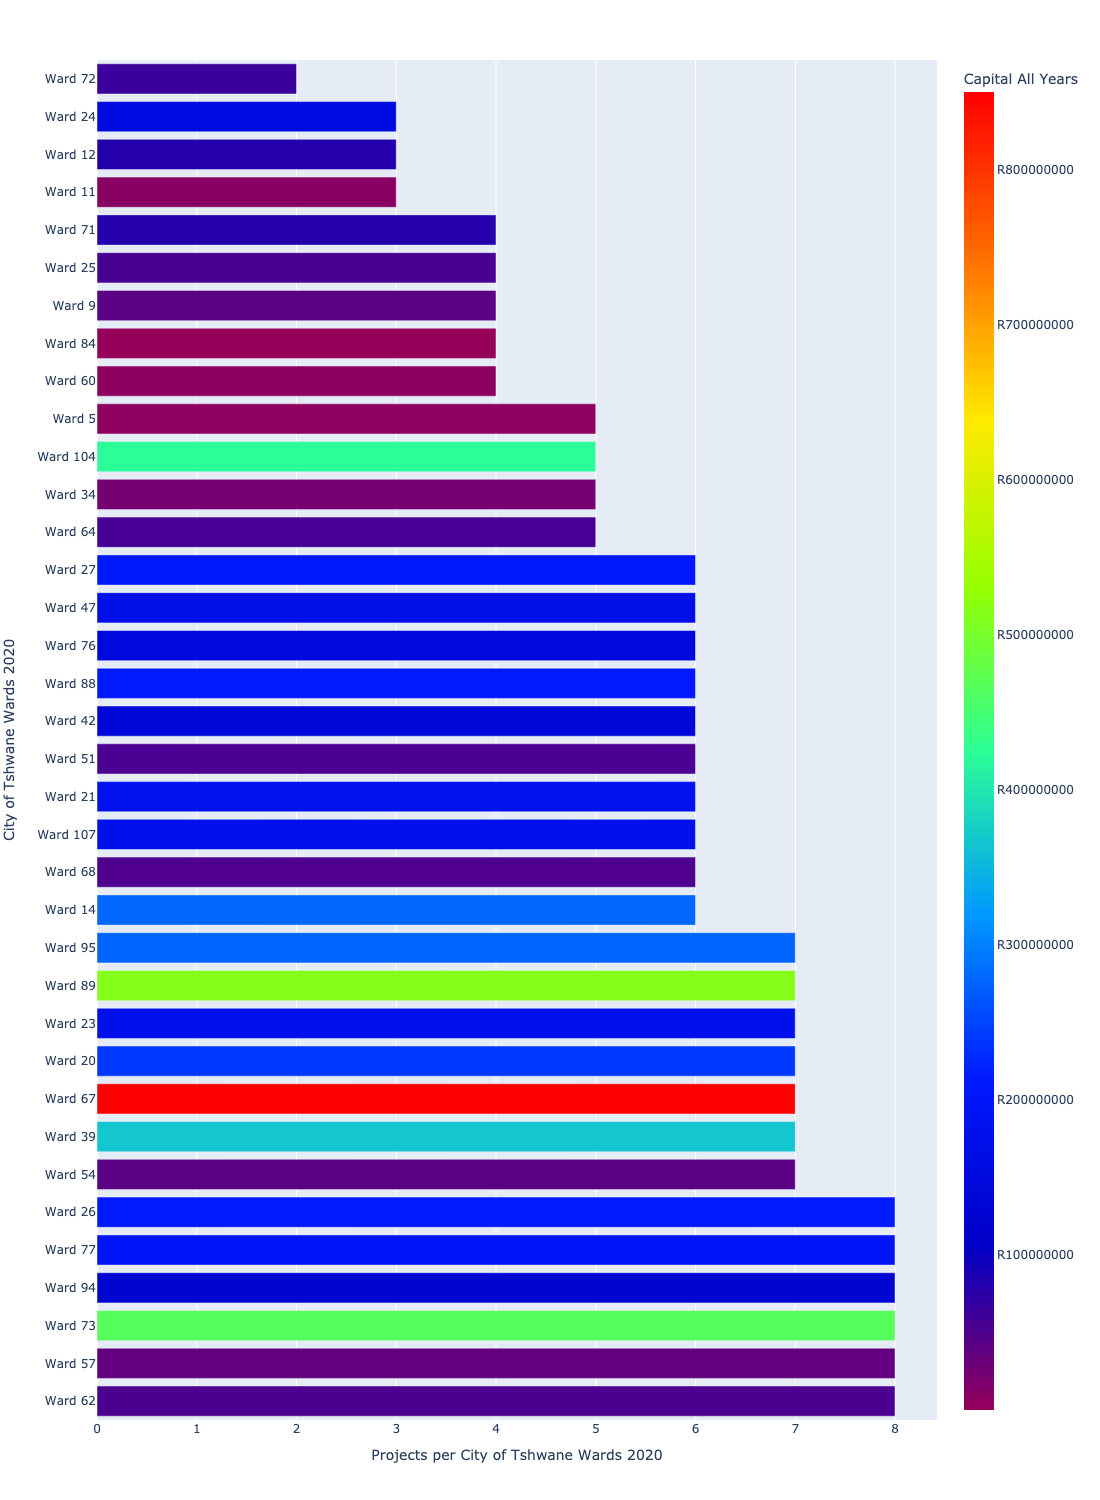 Capital All Years
R800000000
R700000000
R600000000
R500000000
R400000000
R300000000
R200000000
R100000000
City of Tshwane Wards 2020
Ward 72
Ward 24
Ward 12
Ward 11
Ward 71
Ward 25
Ward 9
Ward 84
Ward 60
Ward 5
Ward 104
Ward 34
Ward 64
Ward 27
Ward 47
Ward 76
Ward 88
Ward 42
Ward 51
Ward 21
Ward 107
Ward 68
Ward 14
Ward 95
Ward 89
Ward 23
Ward 20
Ward 67
Ward 39
Ward 54
Ward 26
Ward 77
Ward 94
Ward 73
Ward 57
Ward 62
0 1 2 3 4 5 6 7 8
Projects per City of Tshwane Wards 2020